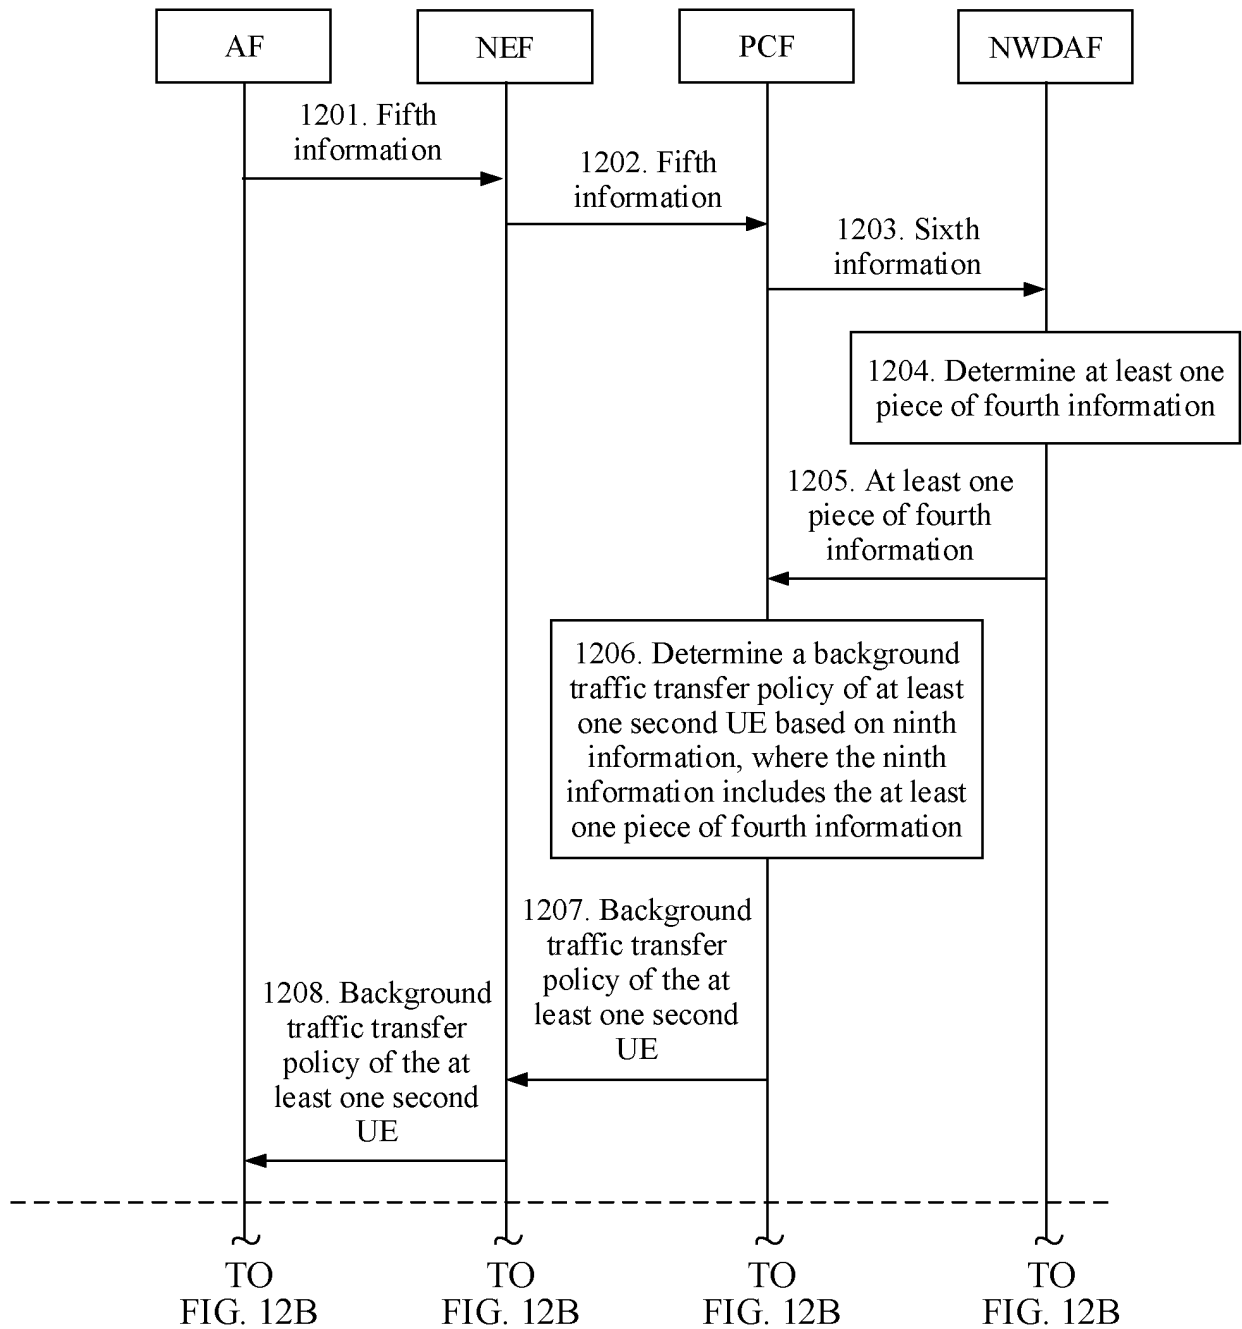 AF
NEF
PCF
NWDAF
1201. Fifth
information
1202. Fifth
information
1203. Sixth
information
1204. Determine at least one
piece of fourth information
1205. At least one
piece of fourth
information
1206. Determine a background
traffic transfer policy of at least
one second UE based on ninth
information, where the ninth
information includes the at least
one piece of fourth information
1207. Background
traffic transfer
policy of the at
least one second
UE
1208. Background
traffic transfer
policy of the at
least one second
UE
TO
FIG. 12B
TO
FIG. 12B
TO
FIG. 12B
TO
FIG. 12B